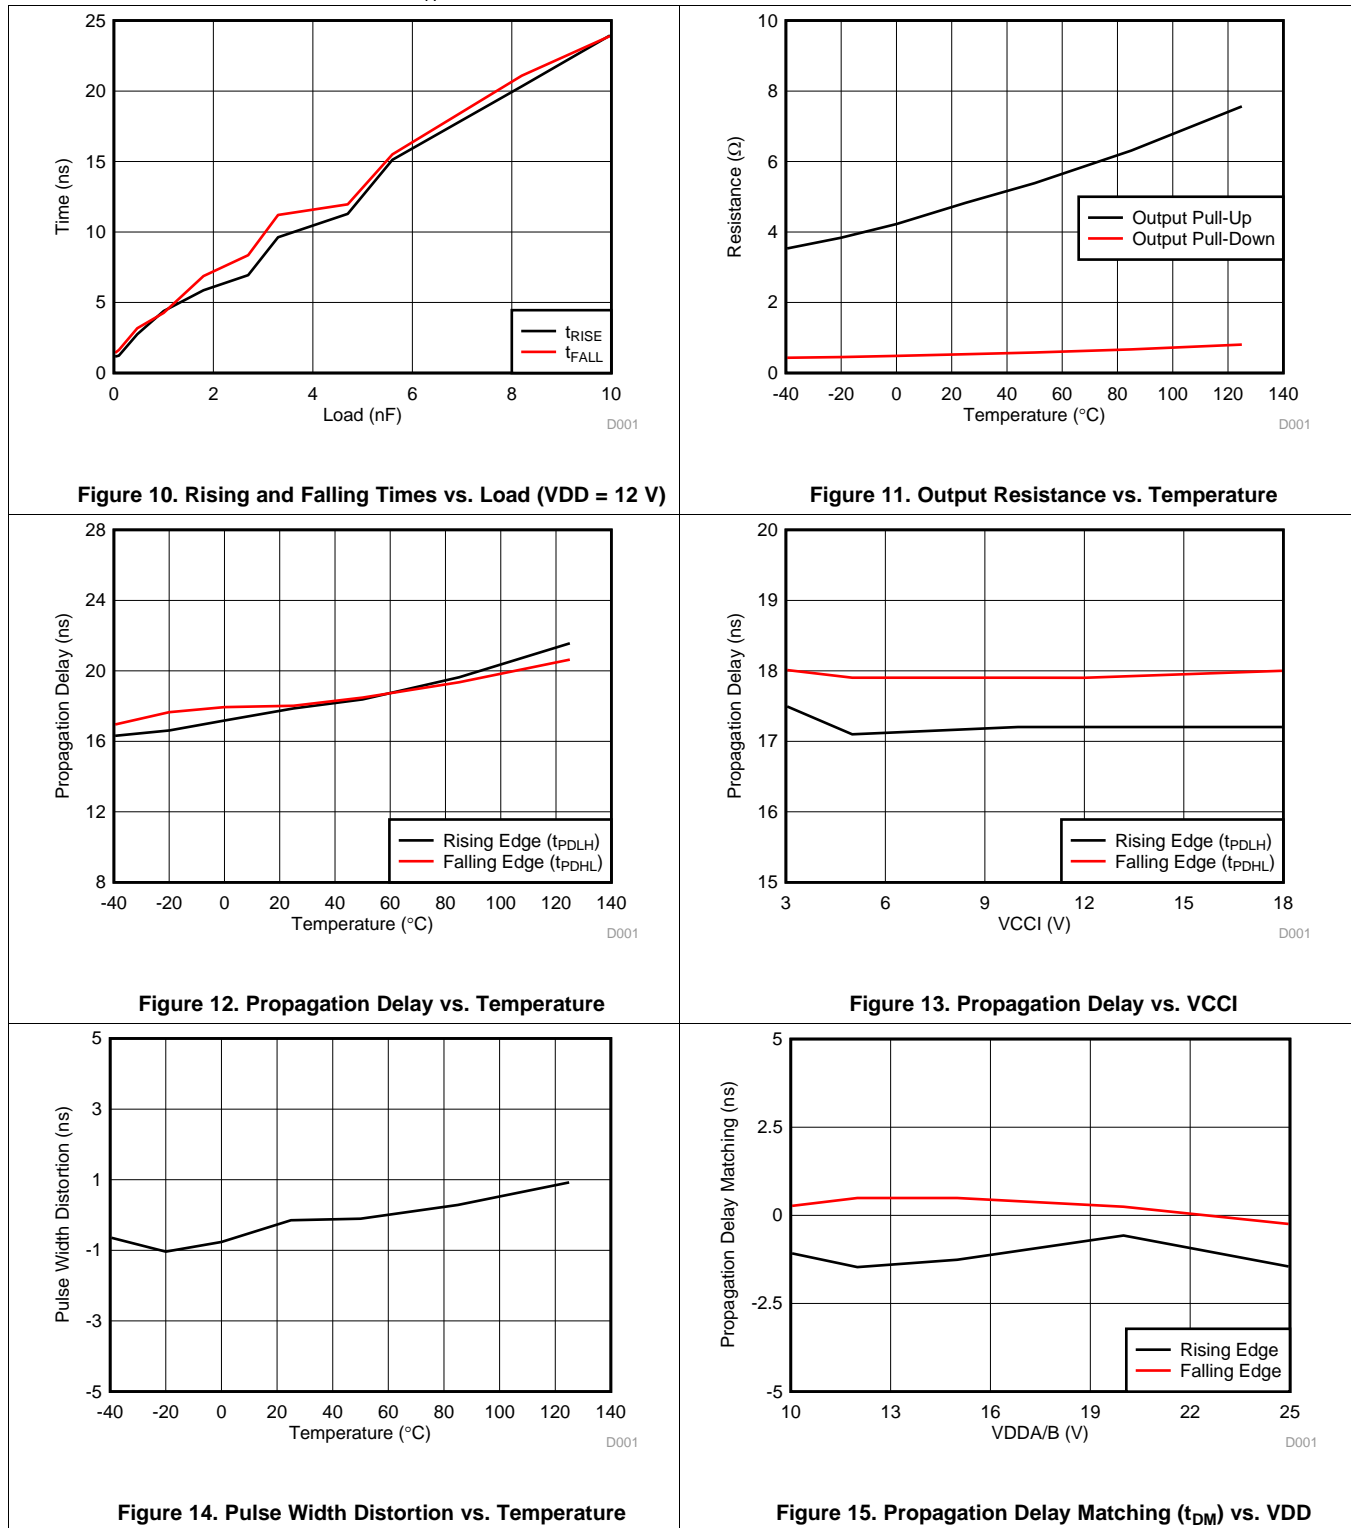 25
20
15
10
5
0
0
2
4
6
8
10
Time (ns)
Load (nF)
tRISE
tFALL
D001
Figure 10. Rising and Falling Times vs. Load (VDD = 12 V)
10
8
6
4
2
0
-40
-20
0
20
40
60
80
100
120
140
Resistance (Ω)
Temperature (°C)
Output Pull-Up
Output Pull-Down
D001
Figure 11. Output Resistance vs. Temperature
28
24
20
16
12
8
-40
-20
0
20
40
60
80
100
120
140
Propagation Delay (ns)
Temperature (°C)
Rising Edge (tPDLH)
Falling Edge (tPDHL)
D001
Figure 12. Propagation Delay vs. Temperature
20
19
18
17
16
15
3
6
9
12
15
18
Propagation Delay (ns)
VCCI (V)
Rising Edge (tPDLH)
Falling Edge (tPDHL)
D001
Figure 13. Propagation Delay vs. VCCI
5
3
1
-1
-3
-5
-40
-20
0
20
40
60
80
100
120
140
Pulse Width Distortion (ns)
Temperature (°C)
D001
Figure 14. Pulse Width Distortion vs. Temperature
5
2.5
0
-2.5
-5
10
13
16
19
22
25
Propagation Delay Matching (ns)
VDDA/B (V)
Rising Edge
Falling Edge
D001
Figure 15. Propagation Delay Matching (tDM) vs. VDD